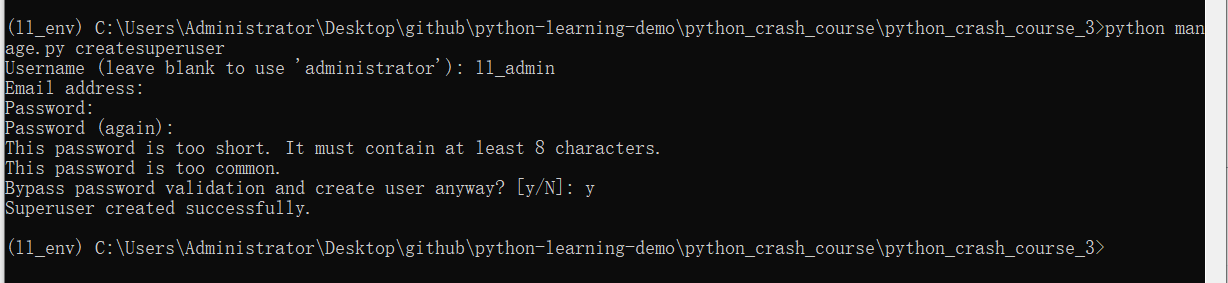 (ll_env) C:\Users\Administrator\Desktop\github\python-learning-demo\python_crash_course\python_crash_course_3>python man
age.py createsuperuser
Username (leave blank to use 'administrator'): ll_admin
Email address:
Password:
Password (again):
This password is too short. It must contain at least 8 characters.
This password is too common.
Bypass password validation and create user anyway? [y/N]: y
Superuser created successfully.
(ll_env) C:\Users\Administrator\Desktop\github\python-learning-demo\python_crash_course\python_crash_course_3>